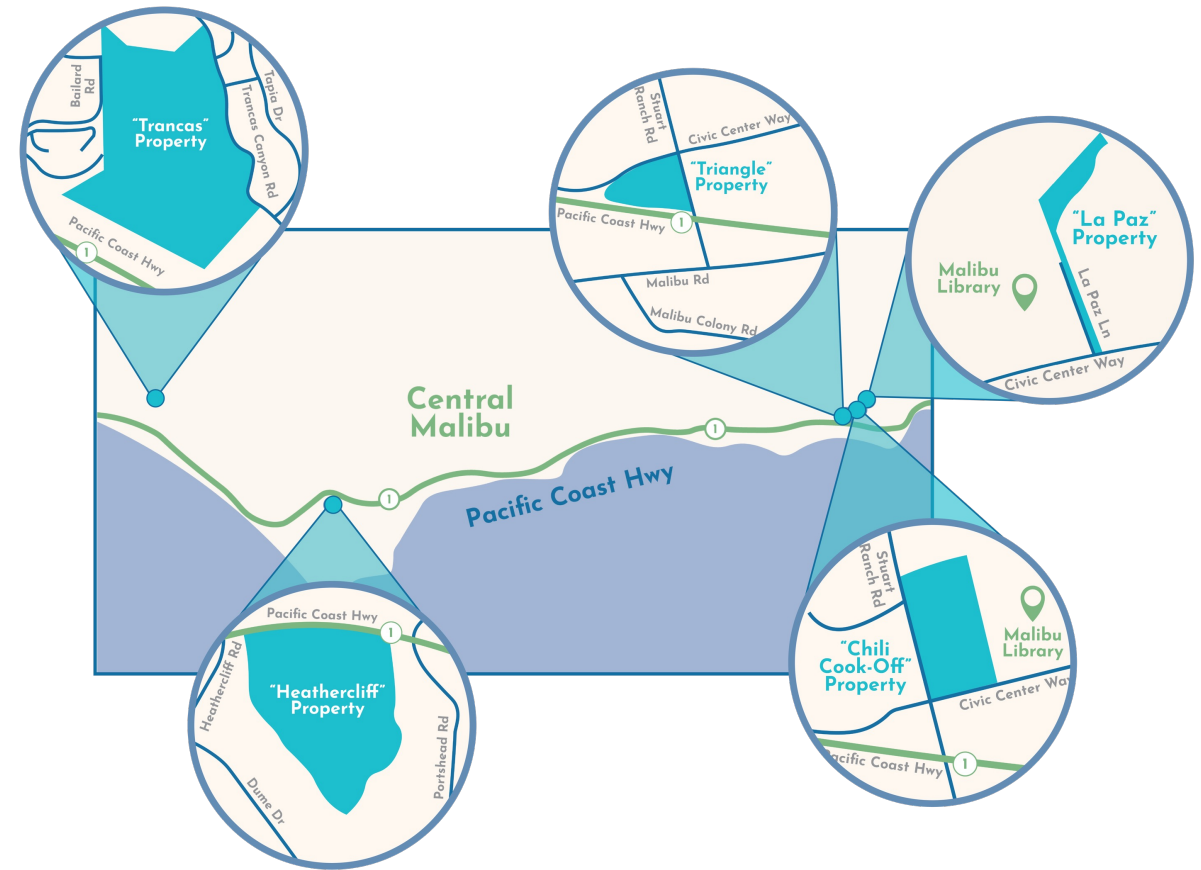 Bailard
Rd
Tapia Dr
Trancas Canyon Rd
"Trancas"
Property
Pacific Coast Hwy
1
Stuart
Ranch Rd
Civic Center Way
"Triangle"
Property
Pacific Coast Hwy
1
Malibu Rd
Malibu Colony Rd
"La Paz"
Property
Malibu
Library
La Paz Ln
Civic Center Way
Central
Malibu
1
1
Pacific Coast Hwy
Pacific Coast Hwy
1
Heathercliff Rd
"Heathercliff"
Property
Portshead Rd
Dume Dr
Stuart
Ranch Rd
Malibu
Library
"Chili
Cook-Off"
Property
Civic Center Way
Pacific Coast Hwy
1